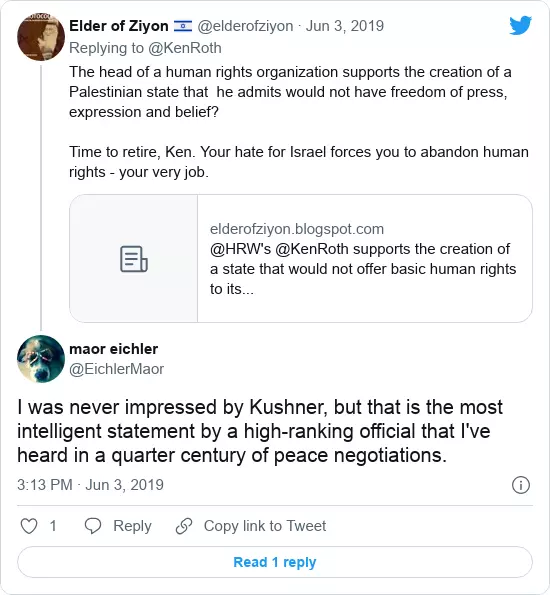 Elder of Ziyon 🇮🇱 @elderofziyon · Jun 3, 2019
Replying to @KenRoth
The head of a human rights organization supports the creation of a
Palestinian state that he admits would not have freedom of press,
expression and belief?
Time to retire, Ken. Your hate for Israel forces you to abandon human
rights - your very job.
elderofziyon.blogspot.com
@HRW's @KenRoth supports the creation of
a state that would not offer basic human rights
to its...
maor eichler
@EichlerMaor
I was never impressed by Kushner, but that is the most
intelligent statement by a high-ranking official that I've
heard in a quarter century of peace negotiations.
3:13 PM · Jun 3, 2019
1 Reply Copy link to Tweet
Read 1 reply